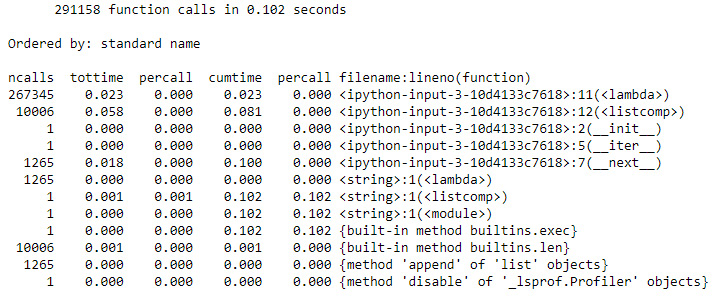 291158 function calls in 0.102 seconds
Ordered by: standard name
ncalls tottime percall cumtime percall filename:lineno(function)
267345 0.023 0.000 0.023 0.000 <ipython-input-3-10d4133c7618>:11(<lambda>)
10006 0.058 0.000 0.081 0.000 <ipython-input-3-10d4133c7618>:12(<listcomp>)
1 0.000 0.000 0.000 0.000 <ipython-input-3-10d4133c7618>:2(__init__)
1 0.000 0.000 0.000 0.000 <ipython-input-3-10d4133c7618>:5(__iter__)
1265 0.018 0.000 0.100 0.000 <ipython-input-3-10d4133c7618>:7(__next__)
1265 0.000 0.000 0.000 0.000 <string>:1(<lambda>)
1 0.001 0.001 0.102 0.102 <string>:1(<listcomp>)
1 0.000 0.000 0.102 0.102 <string>:1(<module>)
1 0.000 0.000 0.102 0.102 {built-in method builtins.exec}
10006 0.001 0.000 0.001 0.000 {built-in method builtins.len}
1265 0.000 0.000 0.000 0.000 {method 'append' of 'list' objects}
1 0.000 0.000 0.000 0.000 {method 'disable' of '_lsprof.Profiler' objects}